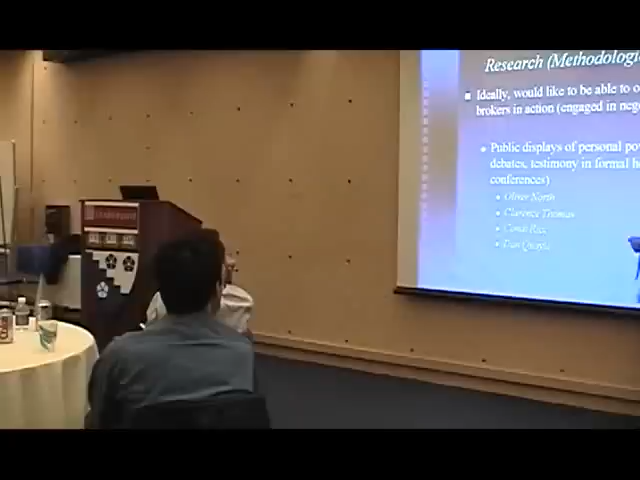 Research (Methodologi
Ideally, would like to be able to o
brokers in action (engaged in neg
Public displays of personal po
debates, testimony in formal h
conferences)
Oliver North
Clarence Thomas
Condi Rice
Dan Quayle